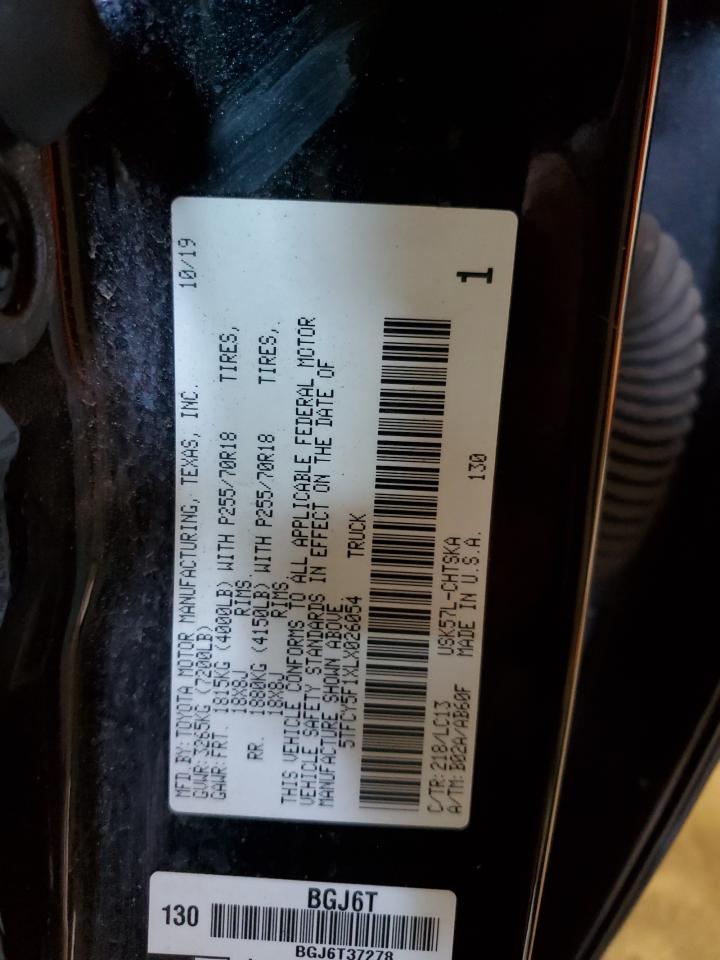 MFD BY: TOYOTA MOTOR MANUFACTURING, TEXAS, INC. 10/19
GVWR: 3265KG (7200LB)
GAWR: FRT. 1815KG (4000LB) WITH P255/70R18 TIRES,
18X8J RIMS.
RR. 1880KG (4150LB) WITH P255/70R18 TIRES,
18X8J RIMS.
THIS VEHICLE CONFORMS TO ALL APPLICABLE FEDERAL MOTOR
VEHICLE SAFETY STANDARDS IN EFFECT ON THE DATE OF
MANUFACTURE SHOWN ABOVE
5TFCY5F1XLX026054 TRUCK
C/TR: 218/LC13 USK57L-CHTSKA
A/TM: B02A/AB60F MADE IN U.S.A. 130
1
BGJ6T
130
BGJ6T37278